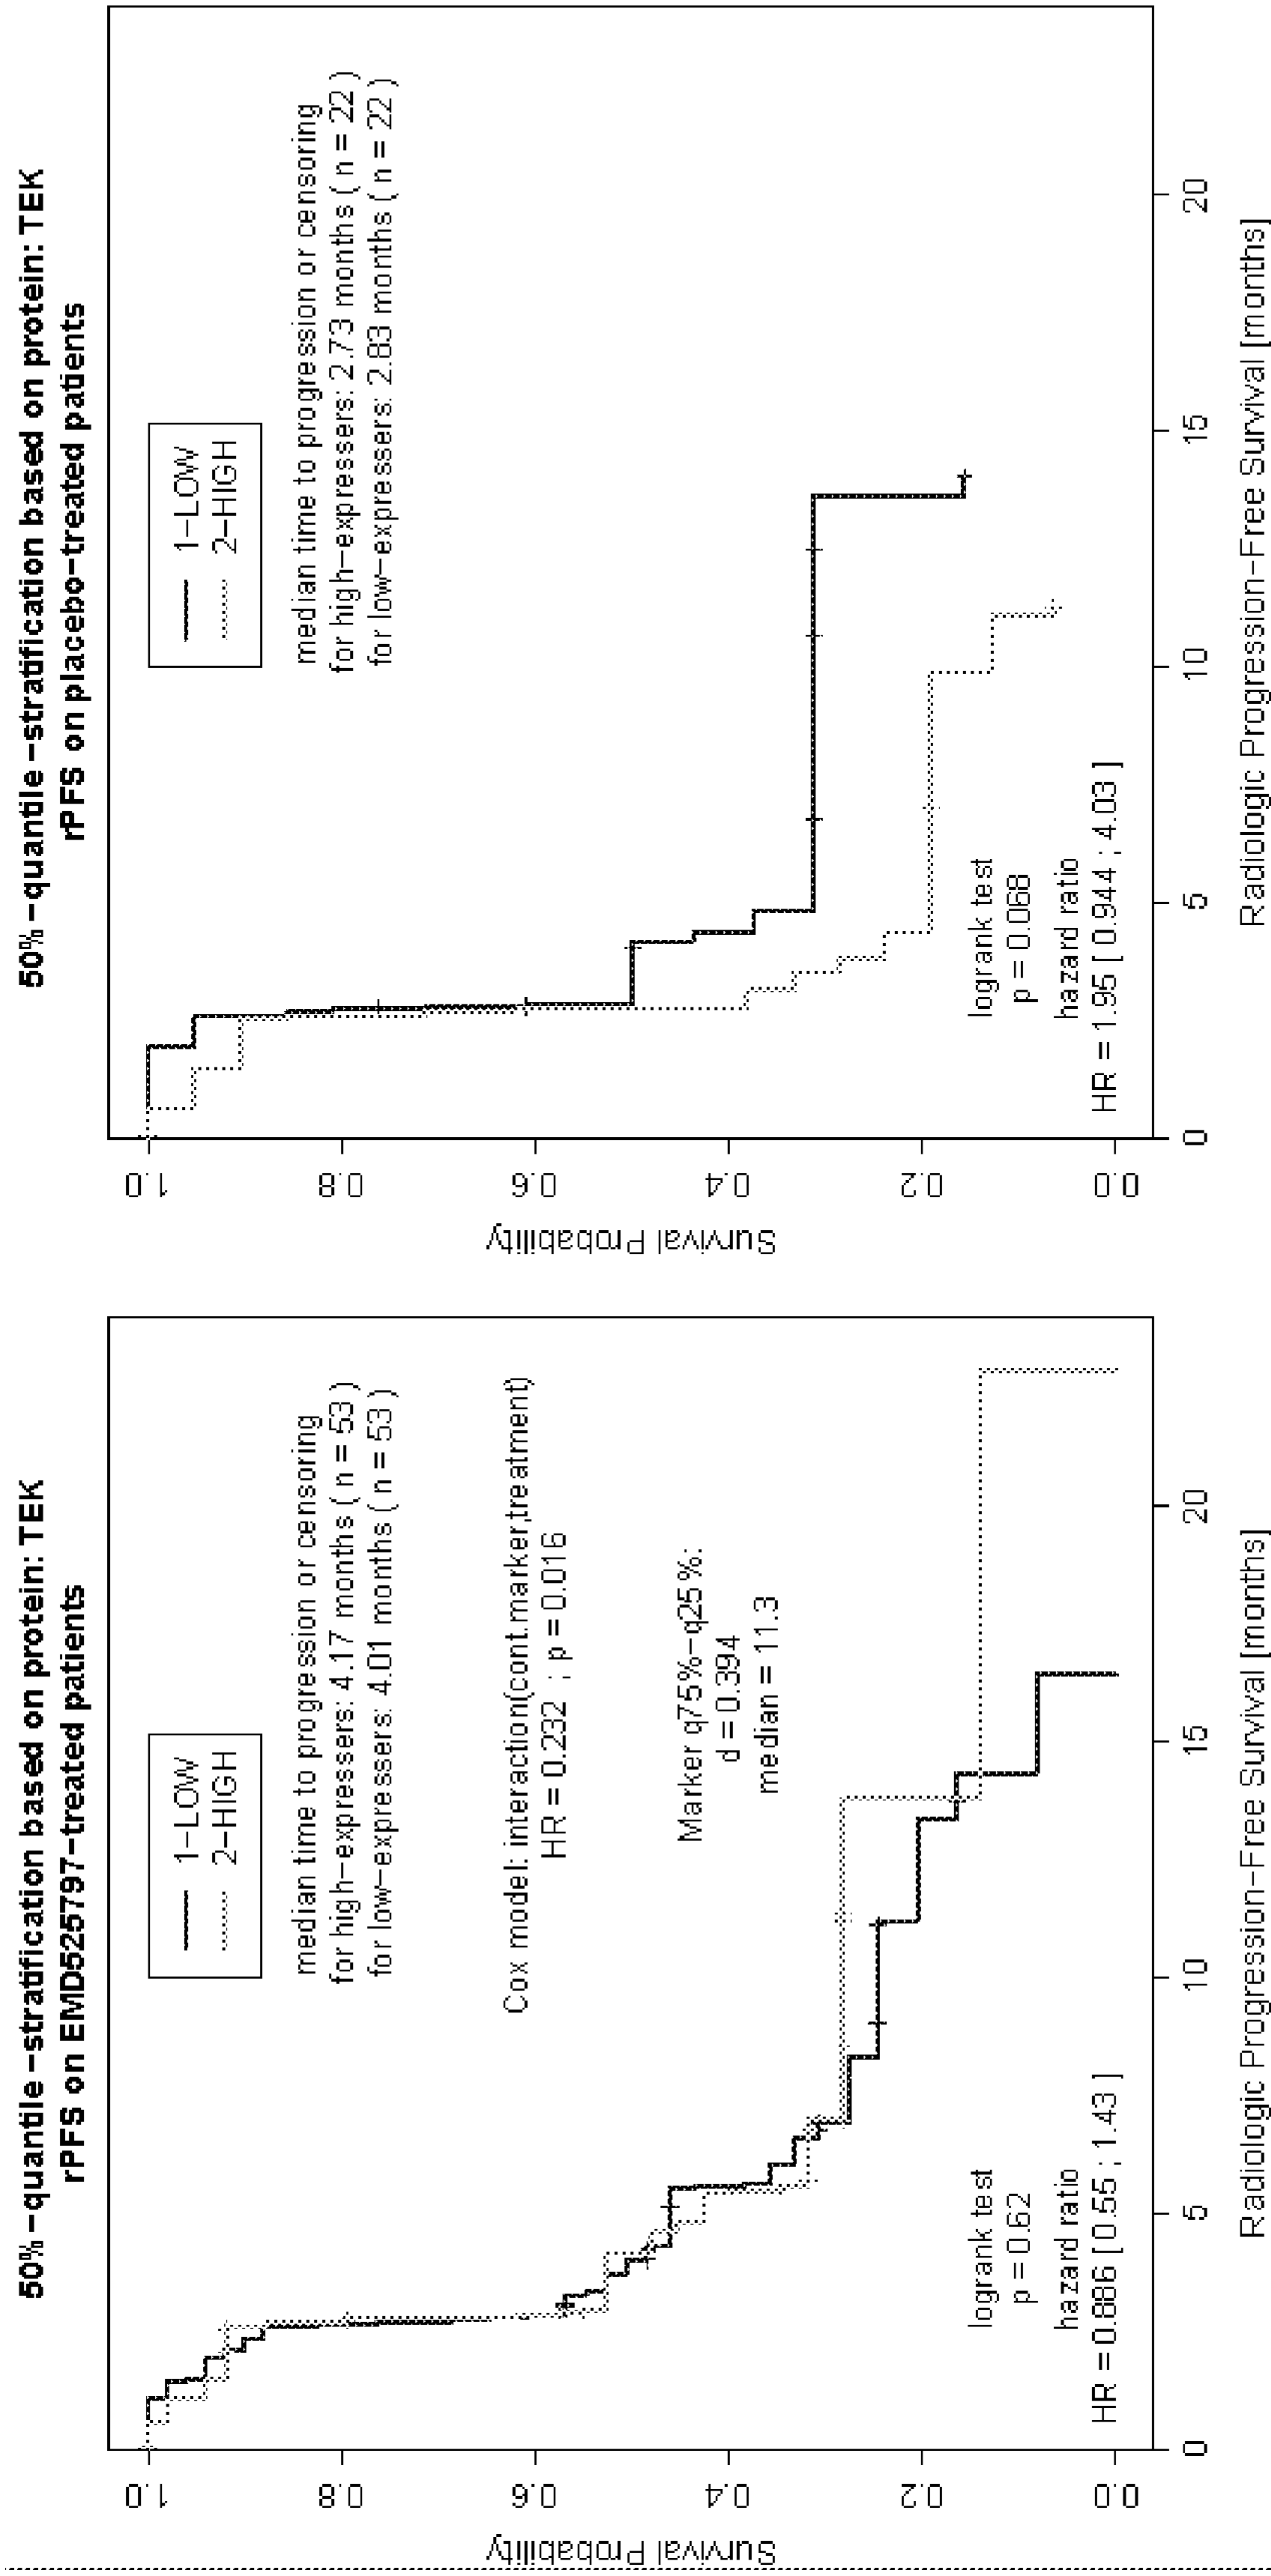 50%-quantile-stratification based on protein: TEK
rPFS on EMD525797-treated patients
1-LOW
2-HIGH
median time to progression or censoring
for high-expressers: 4.17 months ( n = 53 )
for low-expressers: 4.01 months ( n = 53 )
Cox model: interaction(cont.marker,treatment)
HR = 0.232 ; p = 0.016
Marker q75%-q25%:
d = 0.394
median = 11.3
logrank test
p = 0.62
hazard ratio
HR = 0.886 [ 0.55 ; 1.43 ]
Survival Probability
1.0
0.8
0.6
0.4
0.2
0.0
0 5 10 15 20
Radiologic Progression-Free Survival [months]
50%-quantile-stratification based on protein: TEK
rPFS on placebo-treated patients
1-LOW
2-HIGH
median time to progression or censoring
for high-expressers: 2.73 months ( n = 22 )
for low-expressers: 2.83 months ( n = 22 )
logrank test
p = 0.068
hazard ratio
HR = 1.95 [ 0.944 ; 4.03 ]
Survival Probability
1.0
0.8
0.6
0.4
0.2
0.0
0 5 10 15 20
Radiologic Progression-Free Survival [months]